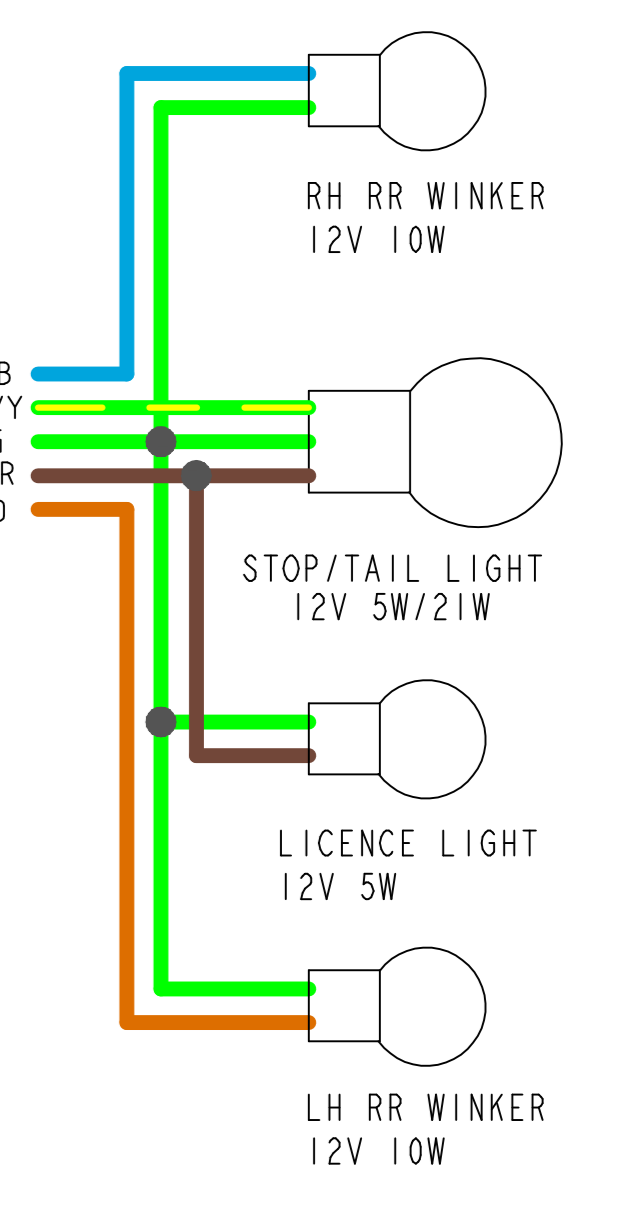 RH RR WINKER
12V 10W
B
/Y
G
R
O
STOP/TAIL LIGHT
12V 5W/21W
LICENCE LIGHT
12V 5W
LH RR WINKER
12V 10W